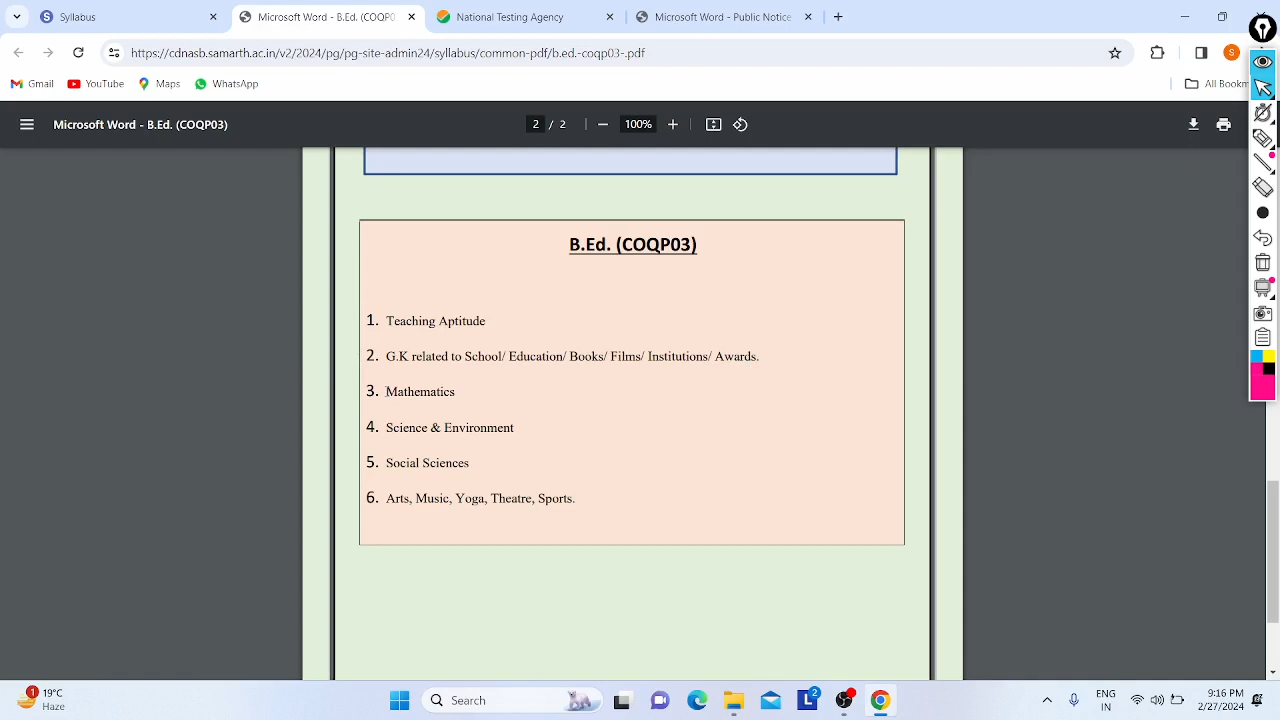 Syllabus
Microsoft Word - B.Ed. (COQP0
National Testing Agency
Microsoft Word - Public Notice
https://cdnasb.samarth.ac.in/v2/2024/pg/pg-site-admin24/syllabus/common-pdfs/common-coqp03-.pdf
S
Gmail
YouTube
Maps
WhatsApp
All Bookm
Microsoft Word - B.Ed. (COQP03)
2 / 2
100%
B.Ed. (COQP03)
1. Teaching Aptitude
2. G.K related to School/ Education/ Books/ Films/ Institutions/ Awards.
3. Mathematics
4. Science & Environment
5. Social Sciences
6. Arts, Music, Yoga, Theatre, Sports.
1
19°C
Haze
Search
L
2
ENG
IN
9:16 PM
2/27/2024